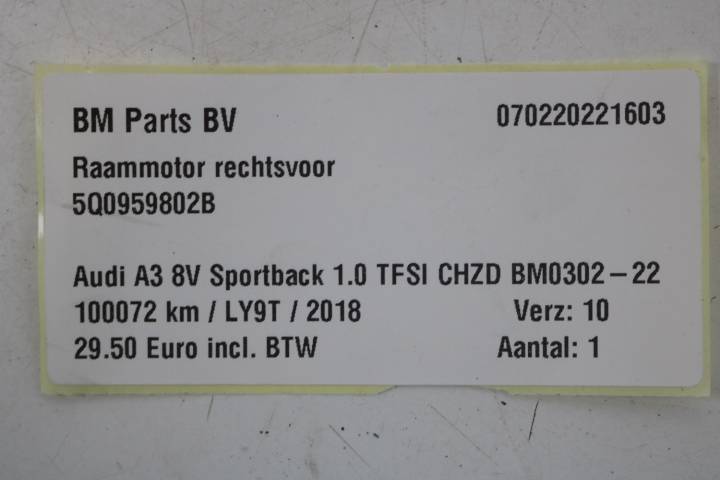 BM Parts BV 070220221603
Raammotor rechtsvoor
5Q0959802B
Audi A3 8V Sportback 1.0 TFSI CHZD BM0302-22
100072 km / LY9T / 2018 Verz: 10
29.50 Euro incl. BTW Aantal: 1